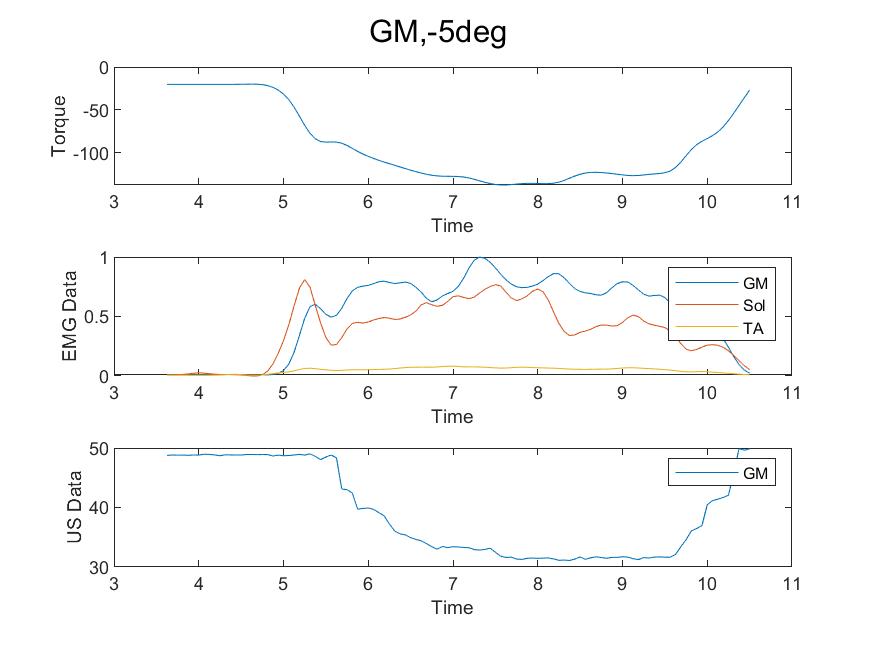 GM,-5deg
0
-50
-100
Torque
3 4 5 6 7 8 9 10 11
Time
1
0.5
0
EMG Data
GM
Sol
TA
3 4 5 6 7 8 9 10 11
Time
50
40
30
US Data
GM
3 4 5 6 7 8 9 10 11
Time